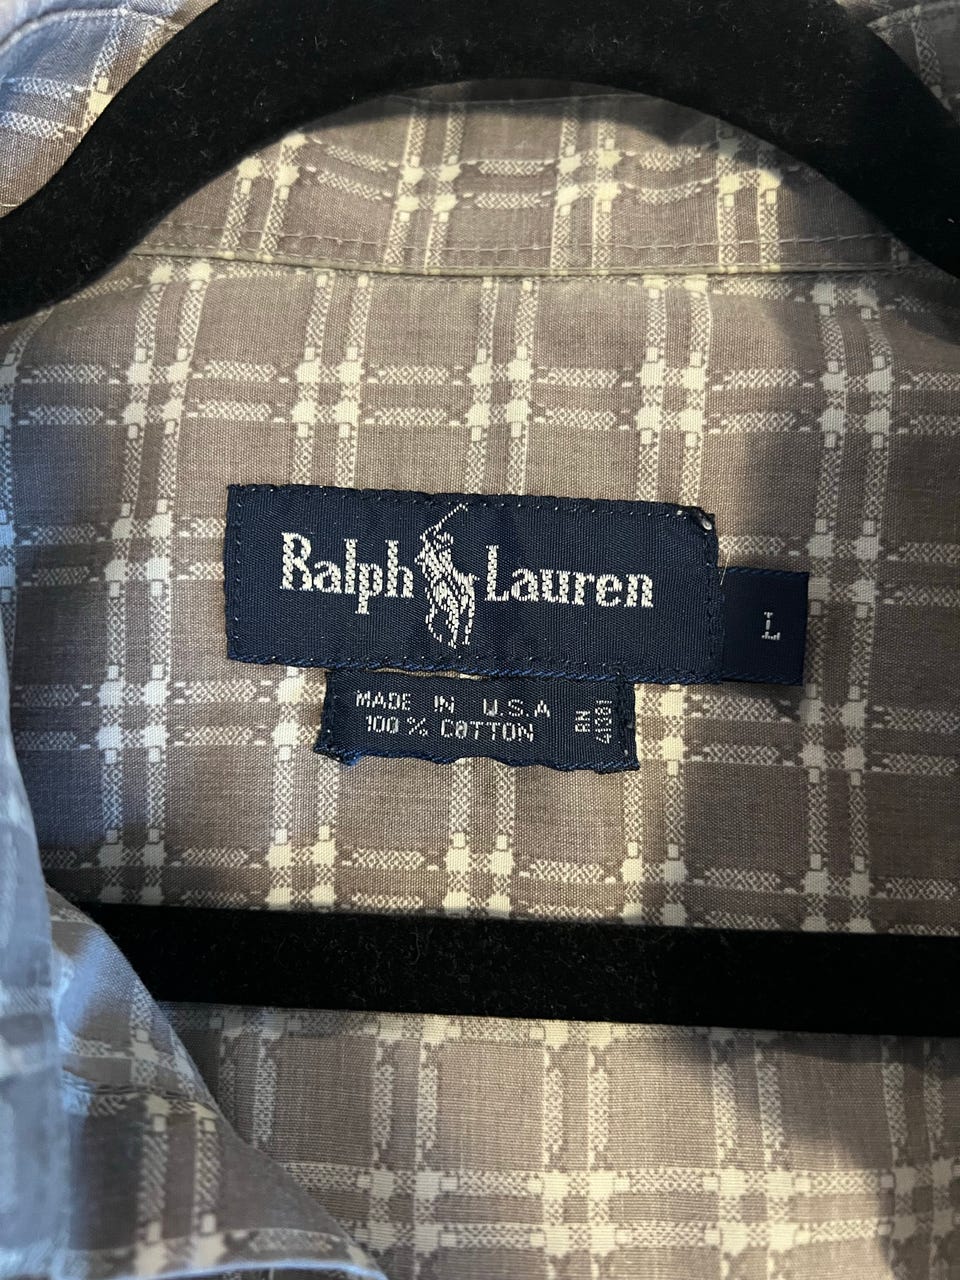 Ralph Lauren
L
MADE IN U.S.A
100 % COTTON
RN
41381